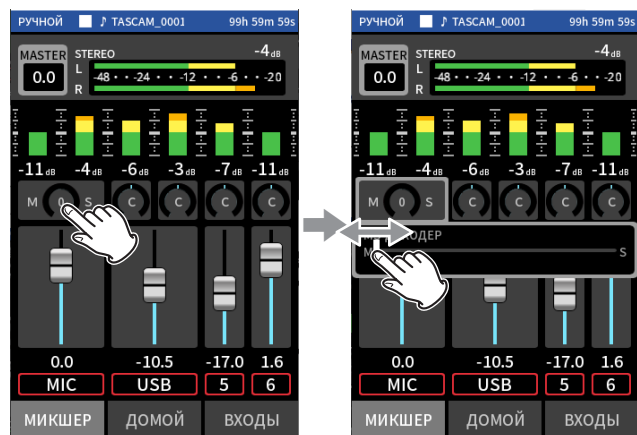 РУЧНОЙ ♪ TASCAM_0001 99h 59m 59s
MASTER STEREO -4dB
0.0
L
-48 · · -24 · · -12 · · -6 · · -20
R
-11dB -4dB -6dB -3dB -7dB -11dB
M 0 S C C C
0.0 -10.5 -17.0 1.6
MIC USB 5 6
МИКШЕР ДОМОЙ ВХОДЫ
РУЧНОЙ ♪ TASCAM_0001 99h 59m 59s
MASTER STEREO -4dB
0.0
L
-48 · · -24 · · -12 · · -6 · · -20
R
-11dB -4dB -6dB -3dB -7dB -11dB
M 0 S C C C
ОДЕР
M S
0.0 -10.5 -17.0 1.6
MIC USB 5 6
МИКШЕР ДОМОЙ ВХОДЫ